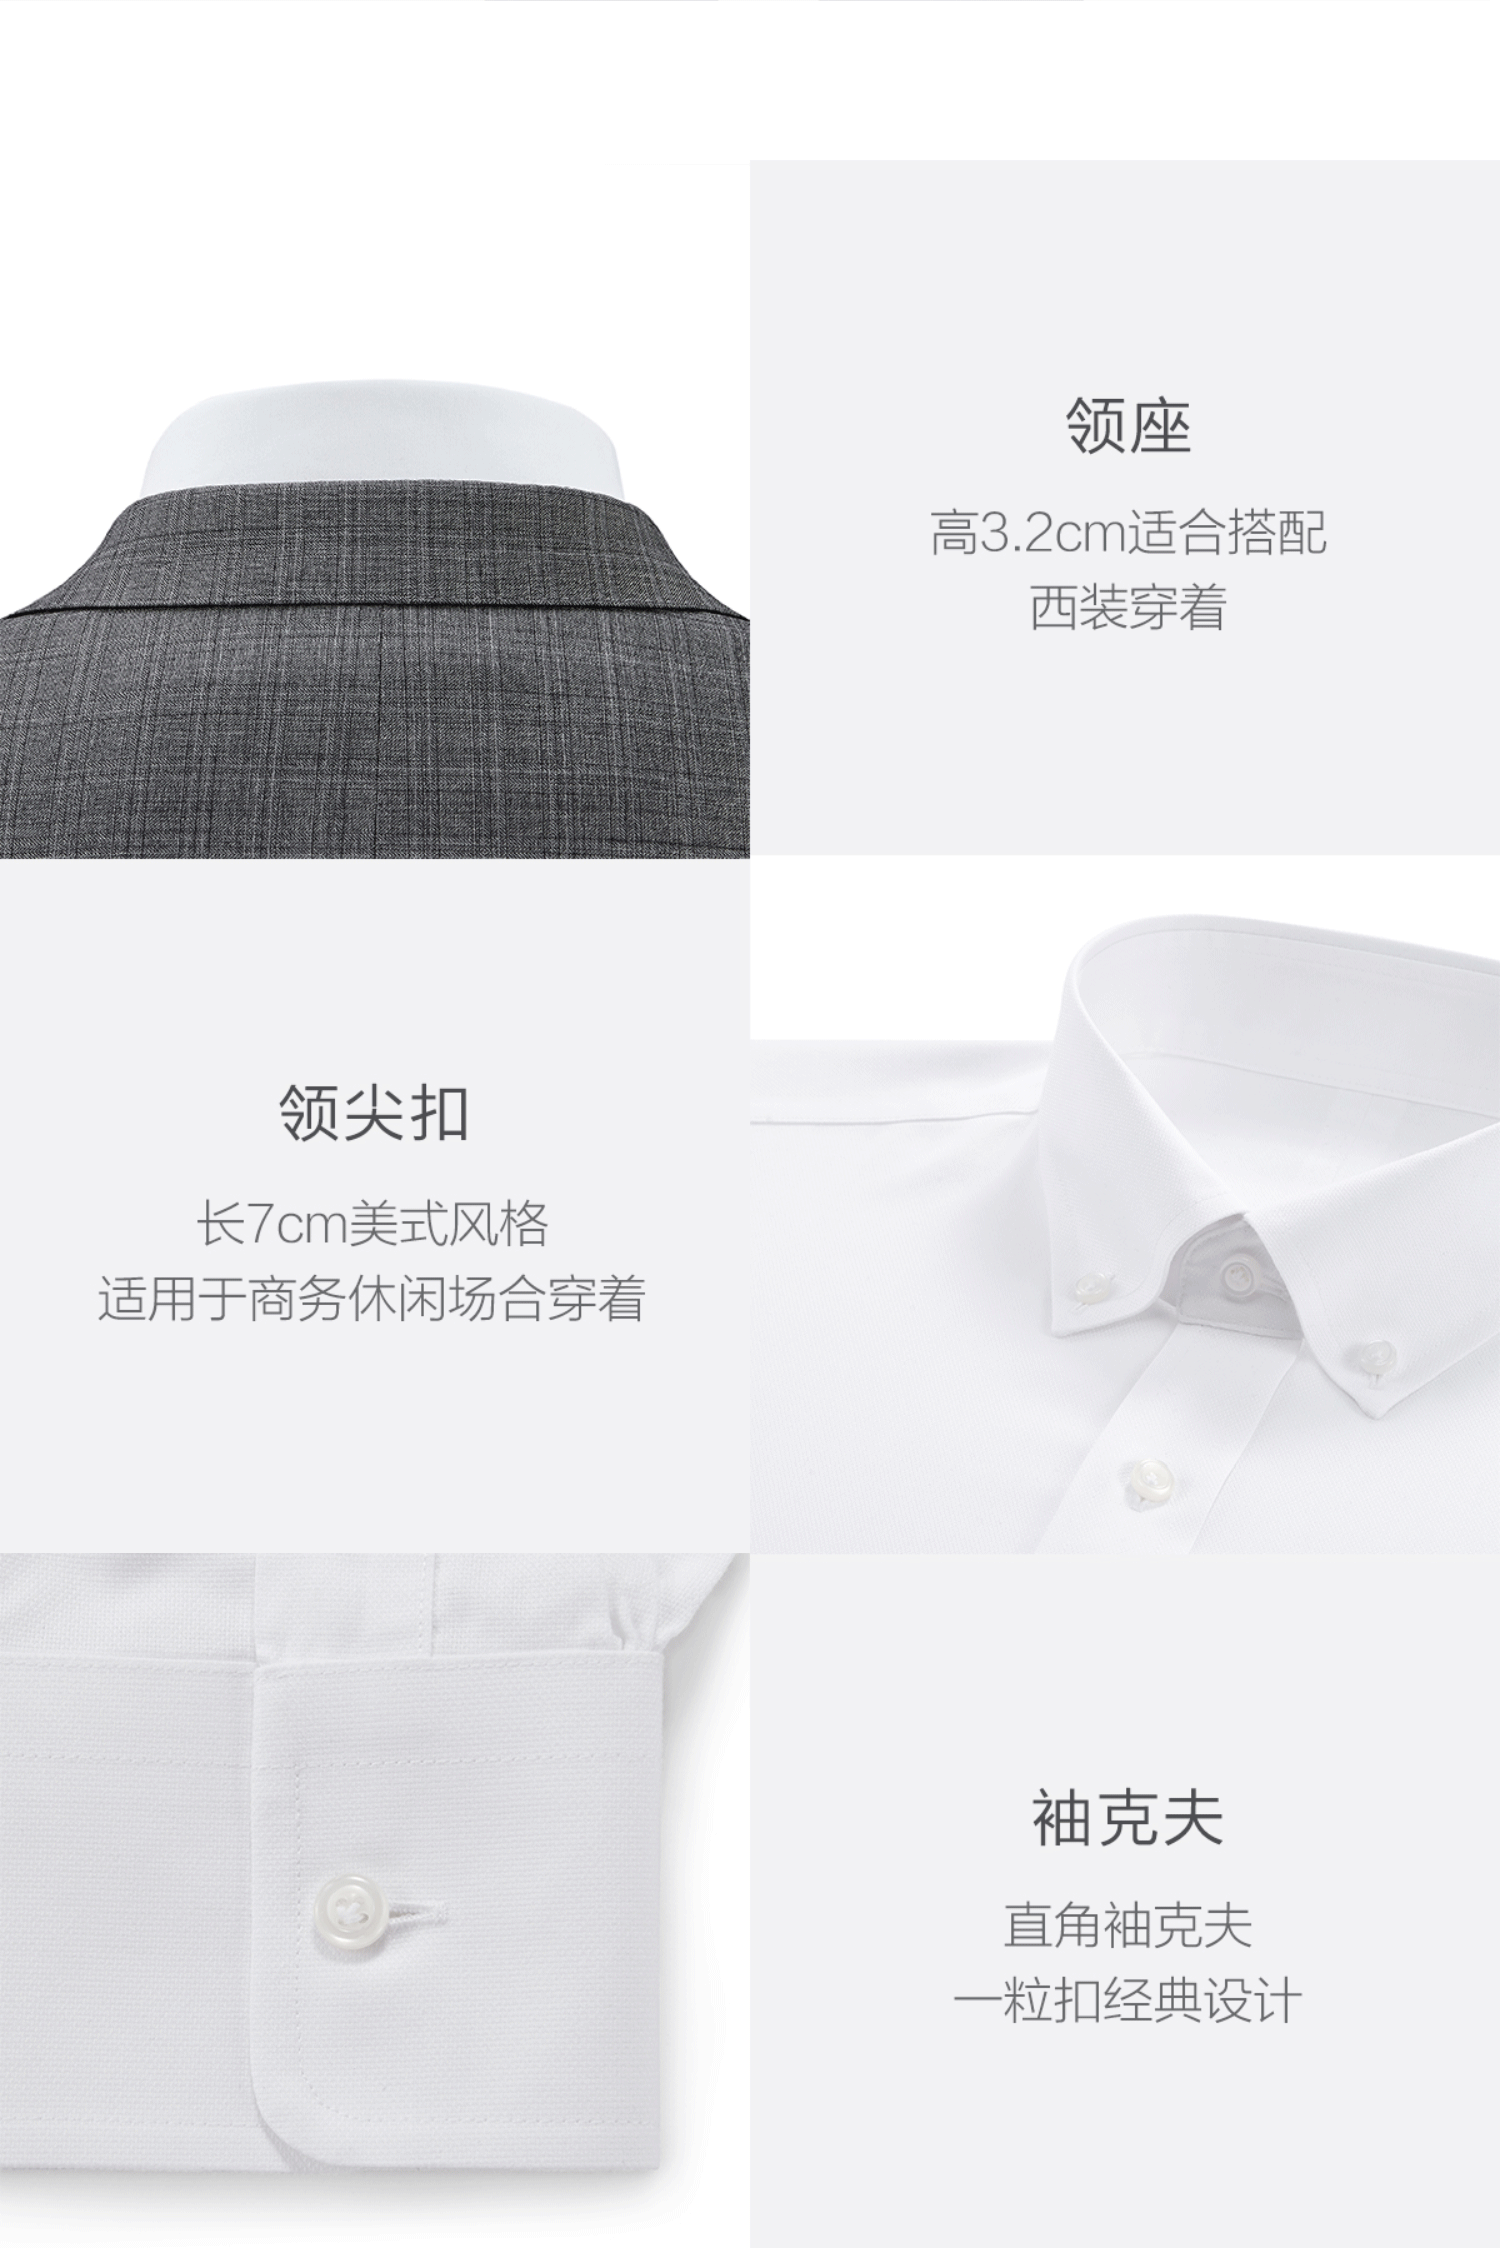 领座
高3.2cm适合搭配
西装穿着
领尖扣
长7cm美式风格
适用于商务休闲场合穿着
袖克夫
直角袖克夫
一粒扣经典设计